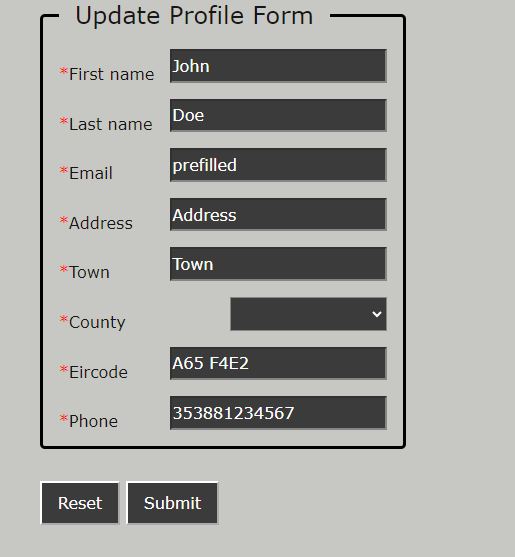 Update Profile Form
*First name John
*Last name Doe
*Email prefilled
*Address Address
*Town Town
*County
*Eircode A65 F4E2
*Phone 353881234567
Reset Submit